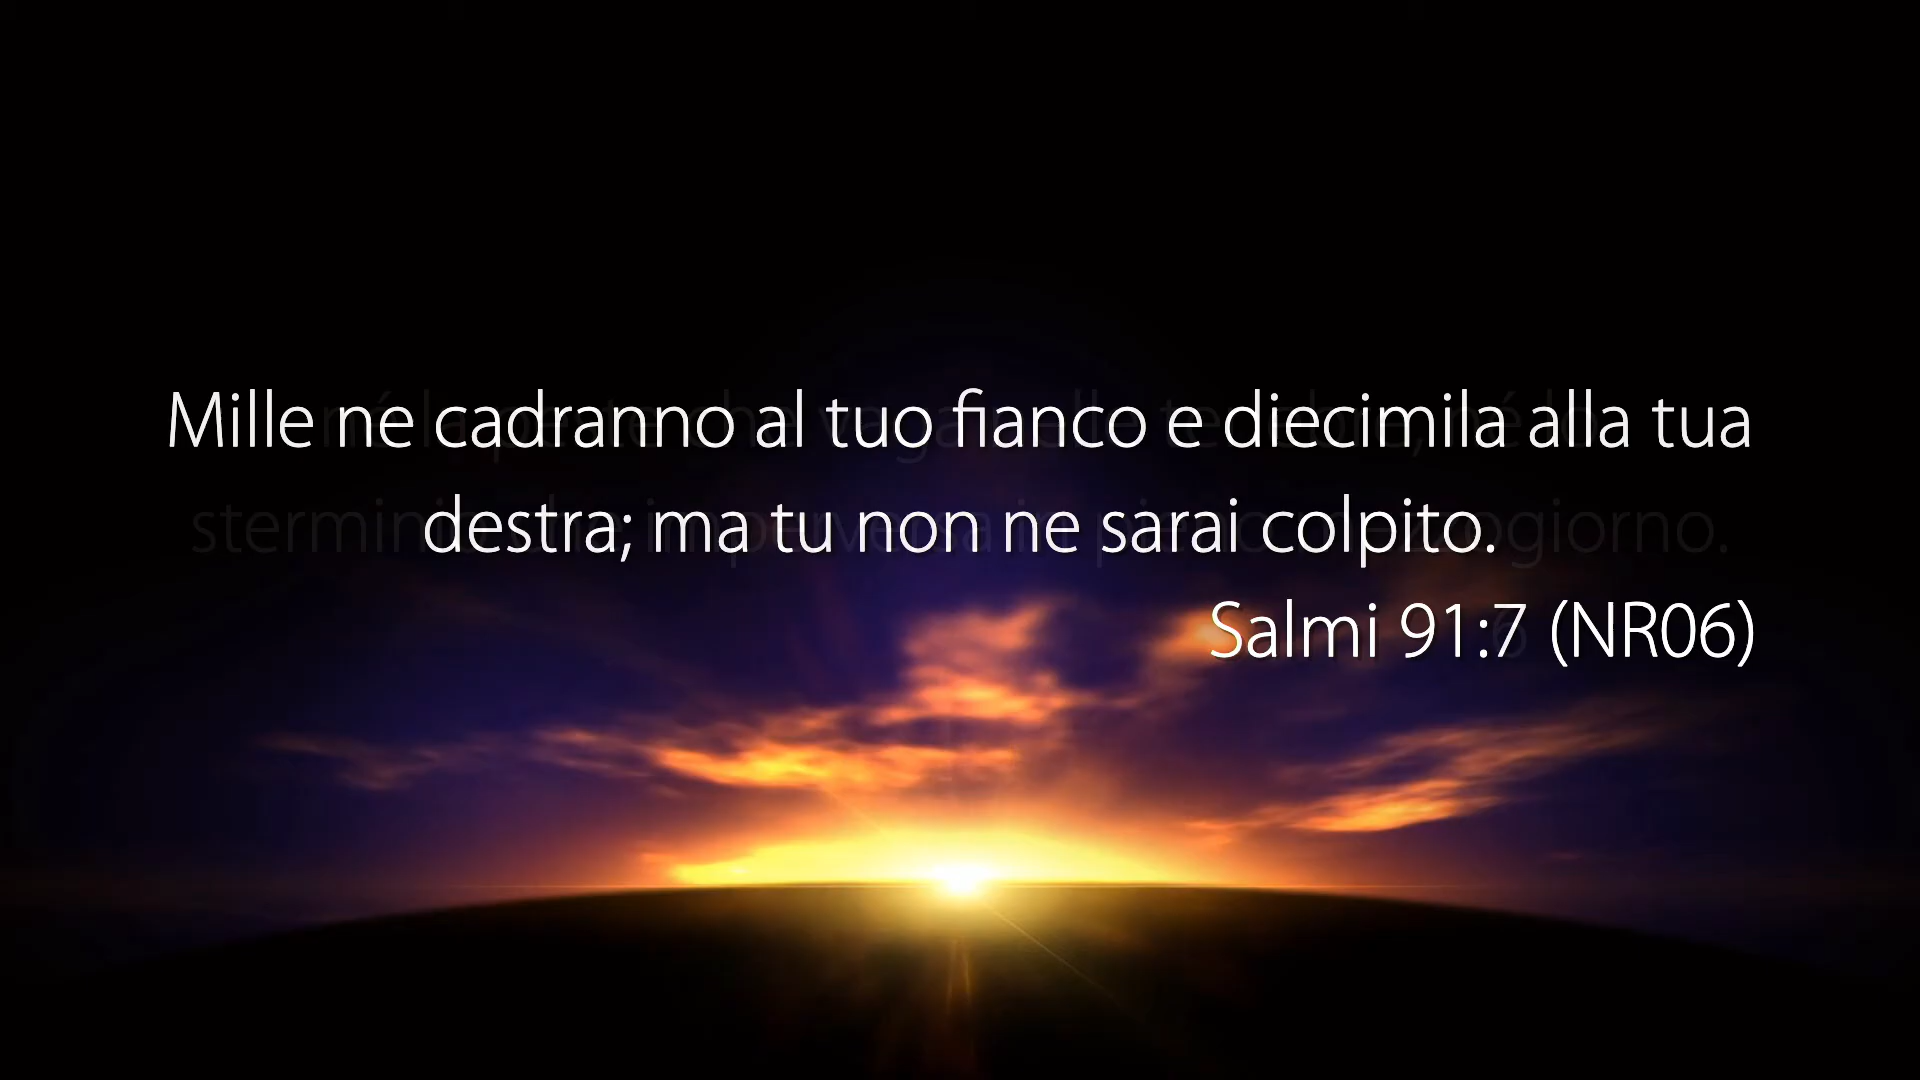 Mille ne cadranno al tuo fianco e diecimila alla tua
destra; ma tu non ne sarai colpito.
Salmi 91:7 (NR06)